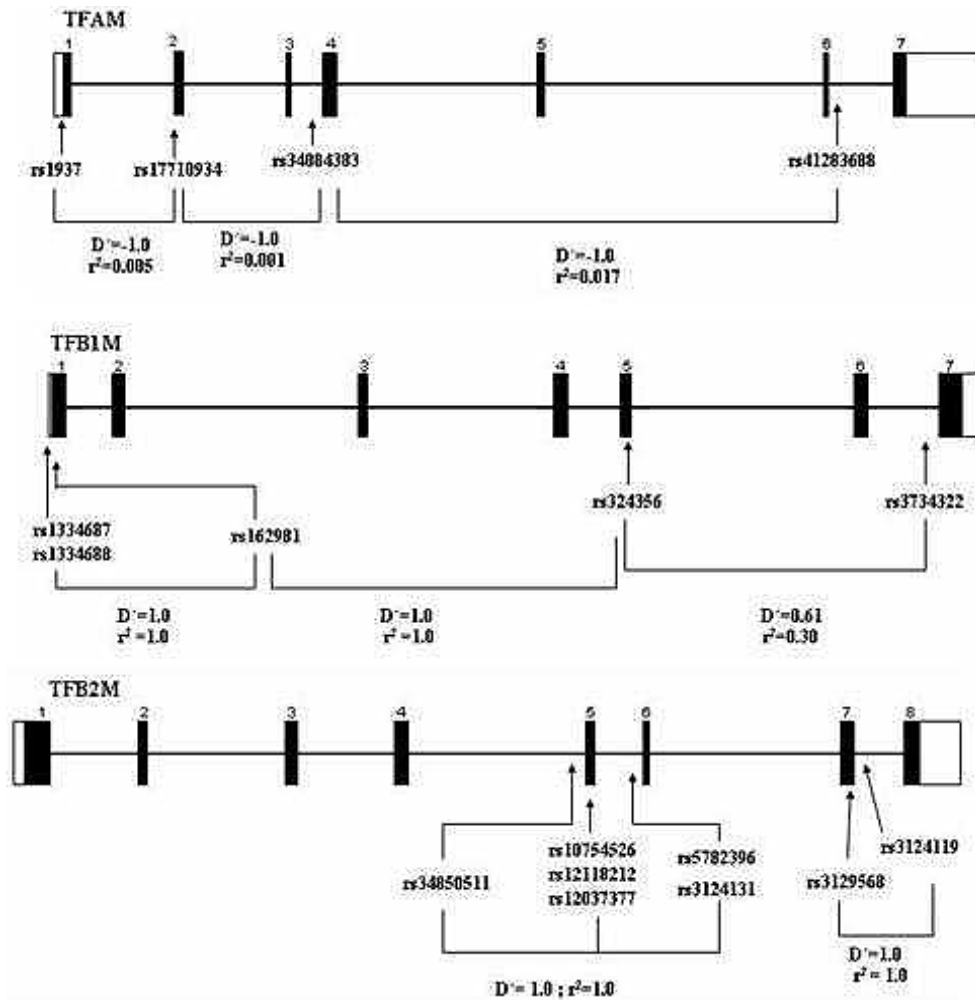 TFAM
1 2 3 4 5 6 7
rs1937 rs17710934 rs34084383 rs41283688
D´=-1.0
r²=0.005
D´=-1.0
r²=0.001
D´=-1.0
r²=0.017
TFB1M
1 2 3 4 5 6 7
rs1334687
rs1334688
rs162981
rs324356
rs3734322
D´=1.0
r² =1.0
D´=1.0
r² =1.0
D´=0.61
r²=0.30
TFB2M
1 2 3 4 5 6 7 8
rs34850511
rs10754526
rs12118212
rs12037377
rs5782396
rs3124131
rs3129568
rs3124119
D´= 1.0 ; r²=1.0
D´=1.0
r² = 1.0